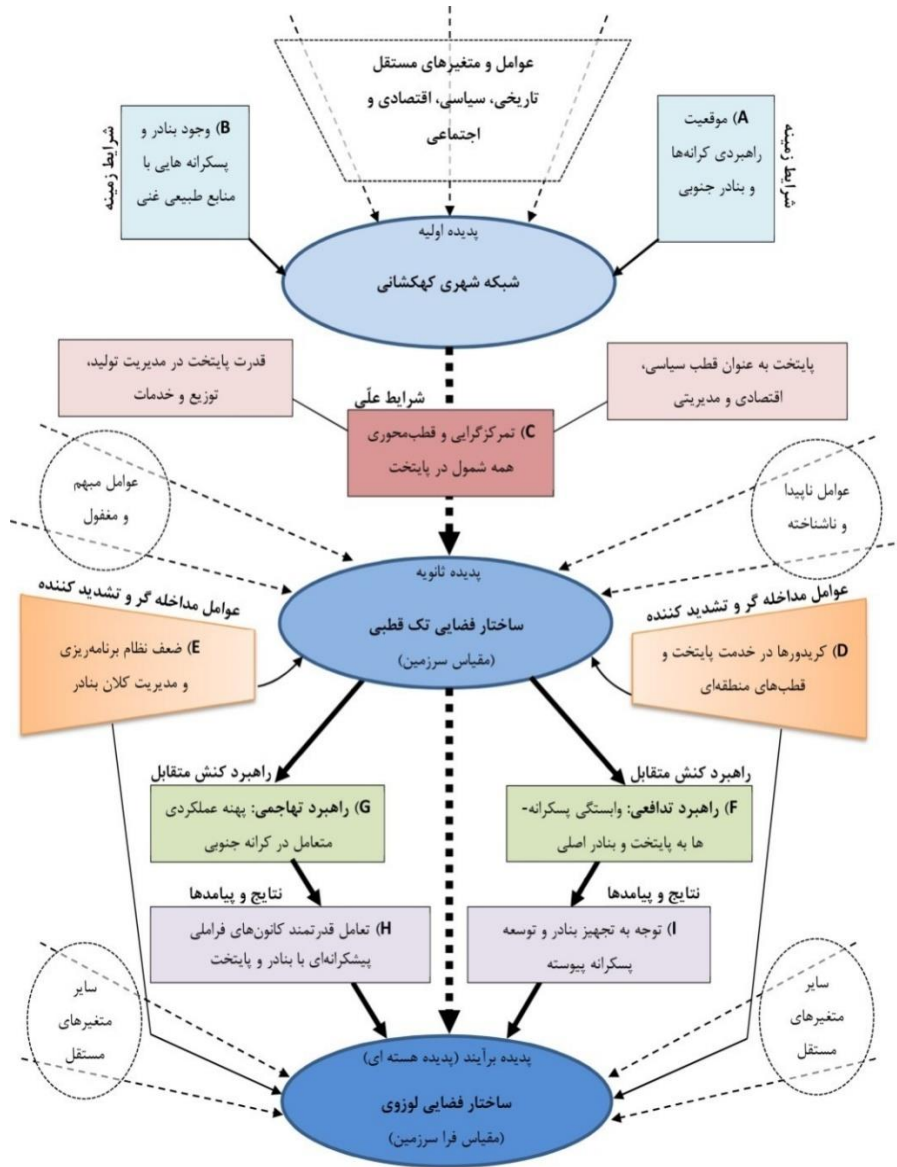 عوامل و متغیرهای مستقل
تاریخی، سیاسی، اقتصادی و
اجتماعی
شرایط زمینه
A) موقعیت
راهبردی کرانه‌ها
و بنادر جنوبی
شرایط زمینه
B) وجود بنادر و
پسکرانه هایی با
منابع طبیعی غنی
پدیده اولیه
شبکه شهری کهکشانی
پایتخت به عنوان قطب سیاسی،
اقتصادی و مدیریتی
قدرت پایتخت در مدیریت تولید،
توزیع و خدمات
شرایط علّی
C) تمرکزگرایی و قطب‌محوری
همه شمول در پایتخت
عوامل ناپیدا
و ناشناخته
عوامل مبهم
و مغفول
پدیده ثانویه
ساختار فضایی تک قطبی
(مقیاس سرزمین)
عوامل مداخله گر و تشدید کننده
D) کریدورها در خدمت پایتخت و
قطب‌های منطقه‌ای
عوامل مداخله گر و تشدید کننده
E) ضعف نظام برنامه‌ریزی
و مدیریت کلان بنادر
راهبرد کنش متقابل
F) راهبرد تدافعی: وابستگی پسکرانه-
ها به پایتخت و بنادر اصلی
راهبرد کنش متقابل
G) راهبرد تهاجمی: پهنه عملکردی
متعامل در کرانه جنوبی
نتایج و پیامدها
I) توجه به تجهیز بنادر و توسعه
پسکرانه پیوسته
نتایج و پیامدها
H) تعامل قدرتمند کانون‌های فراملی
پیشکرانه‌ای با بنادر و پایتخت
سایر
متغیرهای
مستقل
سایر
متغیرهای
مستقل
پدیده برآیند (پدیده هسته ای)
ساختار فضایی لوزوی
(مقیاس فرا سرزمین)